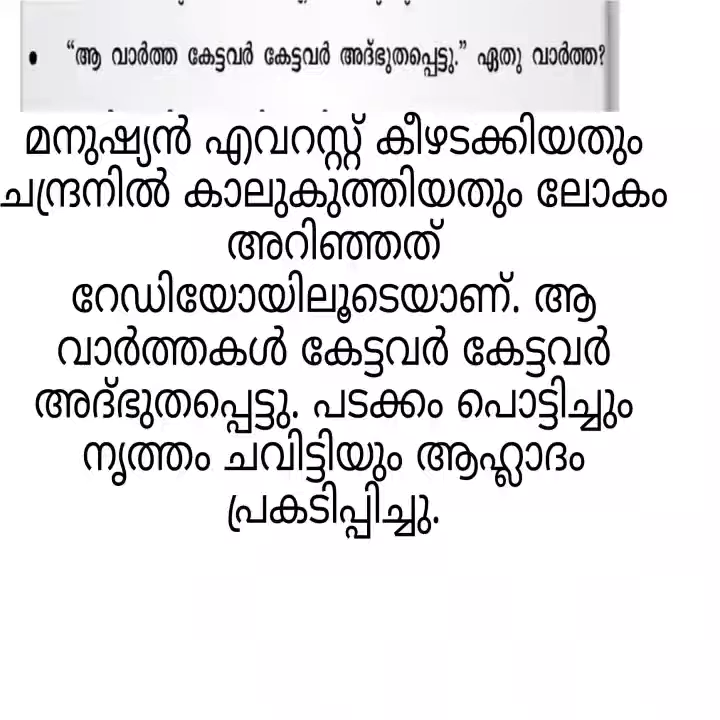 • “ആ വാർത്ത കേട്ടവർ കേട്ടവർ അദ്ഭുതപ്പെട്ടു.” ഏതു വാർത്ത?
മനുഷ്യൻ എവറസ്റ്റ് കീഴടക്കിയതും
ചന്ദ്രനിൽ കാലുകുത്തിയതും ലോകം
അറിഞ്ഞത്
റേഡിയോയിലൂടെയാണ്. ആ
വാർത്തകൾ കേട്ടവർ കേട്ടവർ
അദ്ഭുതപ്പെട്ടു. പടക്കം പൊട്ടിച്ചും
നൃത്തം ചവിട്ടിയും ആഹ്ലാദം
പ്രകടിപ്പിച്ചു.